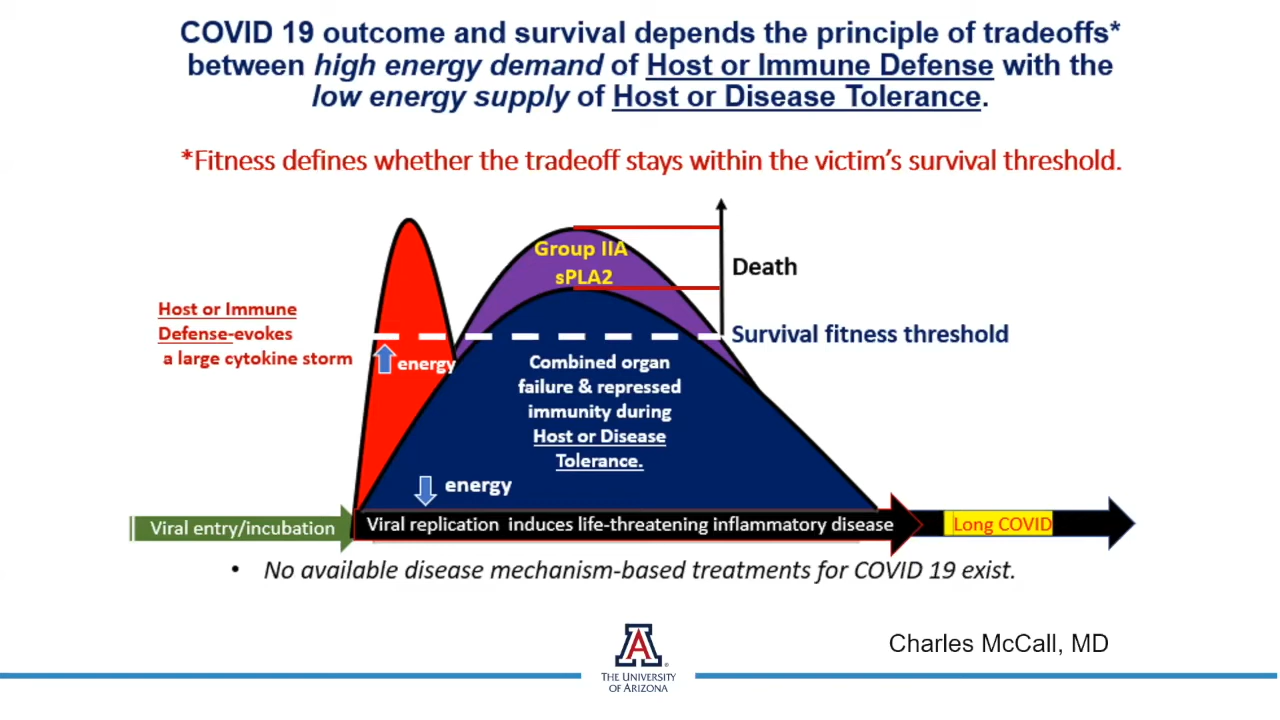 COVID 19 outcome and survival depends the principle of tradeoffs*
between high energy demand of Host or Immune Defense with the
low energy supply of Host or Disease Tolerance.
*Fitness defines whether the tradeoff stays within the victim's survival threshold.
Group IIA
sPLA2
Death
Host or Immune
Defense-evokes
a large cytokine storm
energy
Survival fitness threshold
Combined organ
failure & repressed
immunity during
Host or Disease
Tolerance.
energy
Viral entry/incubation
Viral replication induces life-threatening inflammatory disease
Long COVID
• No available disease mechanism-based treatments for COVID 19 exist.
Charles McCall, MD
A
THE UNIVERSITY
OF ARIZONA